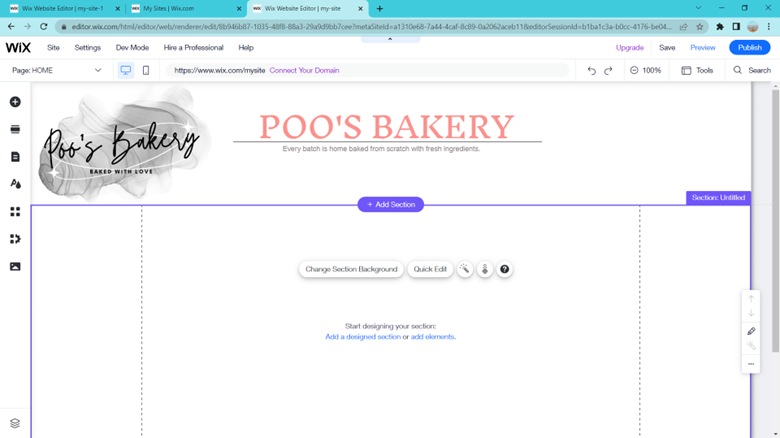 Wix Website Editor | my-site-1
My Sites | Wix.com
Wix Website Editor | my-site
editor.wix.com/html/editor/web/renderer/edit/8b946b87-1035-48f8-88a3-29a9d9bb7cee?metaSiteId=a1310e68-7a44-4caf-8c89-0a2062aceb11&editorSessionId=b1ba1c3a-b0cc-4176-be04...
WiX
Site
Settings
Dev Mode
Hire a Professional
Help
Upgrade
Save
Preview
Publish
Page: HOME
https://www.wix.com/mysite Connect Your Domain
100%
Tools
Search
Poo's Bakery
BAKED WITH LOVE
POO'S BAKERY
Every batch is home baked from scratch with fresh ingredients.
+ Add Section
Section: Untitled
Change Section Background
Quick Edit
?
Start designing your section:
Add a designed section or add elements.